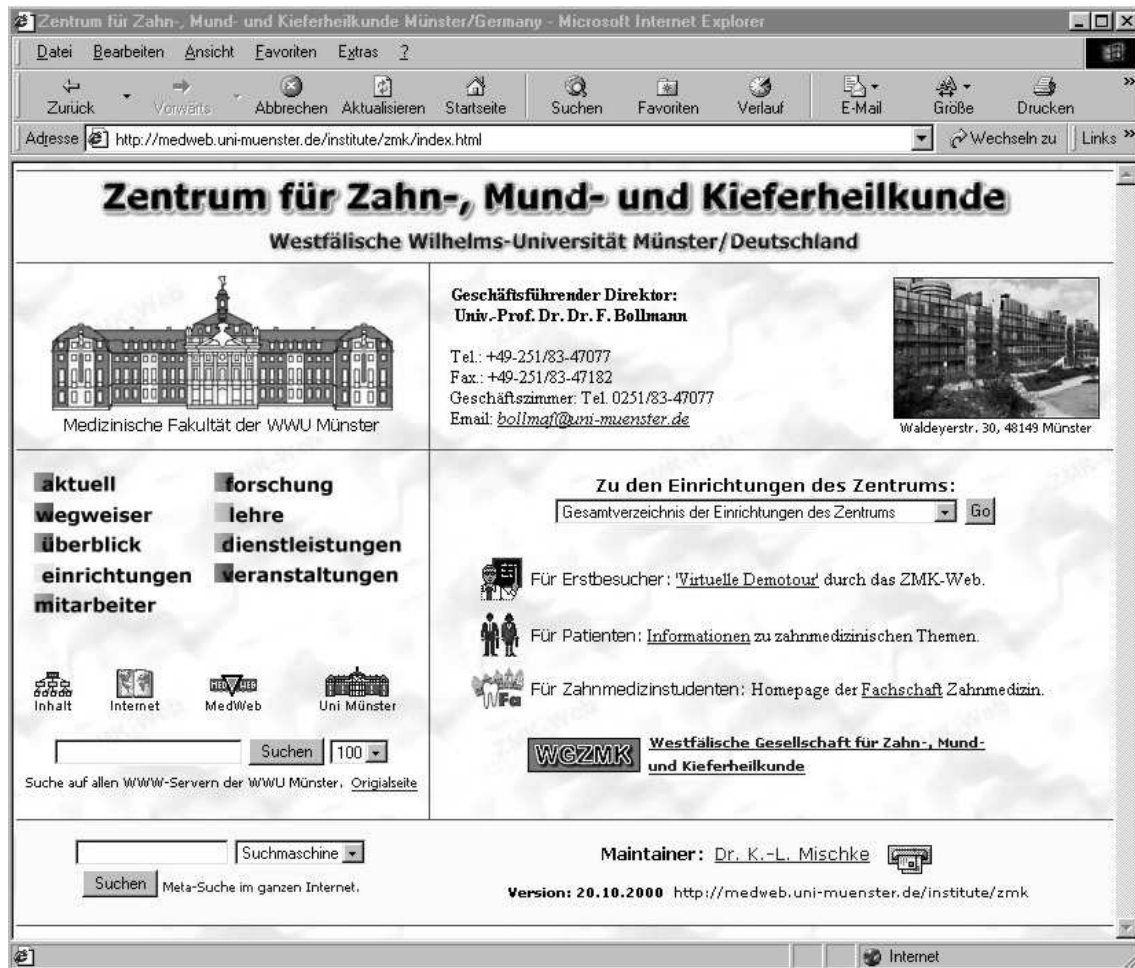 Zentrum für Zahn-, Mund- und Kieferheilkunde Münster/Germany - Microsoft Internet Explorer
Datei Bearbeiten Ansicht Favoriten Extras ?
Zurück Vorwärts Abbrechen Aktualisieren Startseite Suchen Favoriten Verlauf E-Mail Größe Drucken »
Adresse http://medweb.uni-muenster.de/institute/zmk/index.html Wechseln zu Links »
Zentrum für Zahn-, Mund- und Kieferheilkunde
Westfälische Wilhelms-Universität Münster/Deutschland
Medizinische Fakultät der WWU Münster
Geschäftsführender Direktor:
Univ.-Prof. Dr. Dr. F. Bollmann
Tel.: +49-251/83-47077
Fax.: +49-251/83-47182
Geschäftszimmer: Tel. 0251/83-47077
Email: bollmaf@uni-muenster.de
Waldeyerstr. 30, 48149 Münster
aktuell forschung
wegweiser lehre
überblick dienstleistungen
einrichtungen veranstaltungen
mitarbeiter
MED WEB
Inhalt Internet MedWeb Uni Münster
Suchen 100
Suche auf allen WWW-Servern der WWU Münster. Origialseite
Zu den Einrichtungen des Zentrums:
Gesamtverzeichnis der Einrichtungen des Zentrums Go
Für Erstbesucher: 'Virtuelle Demotour' durch das ZMK-Web.
Für Patienten: Informationen zu zahnmedizinischen Themen.
Fa
Für Zahnmedizinstudenten: Homepage der Fachschaft Zahnmedizin.
WGZMK
Westfälische Gesellschaft für Zahn-, Mund-
und Kieferheilkunde
Suchmaschine
Suchen Meta-Suche im ganzen Internet.
Maintainer: Dr. K.-L. Mischke
Version: 20.10.2000 http://medweb.uni-muenster.de/institute/zmk
Internet